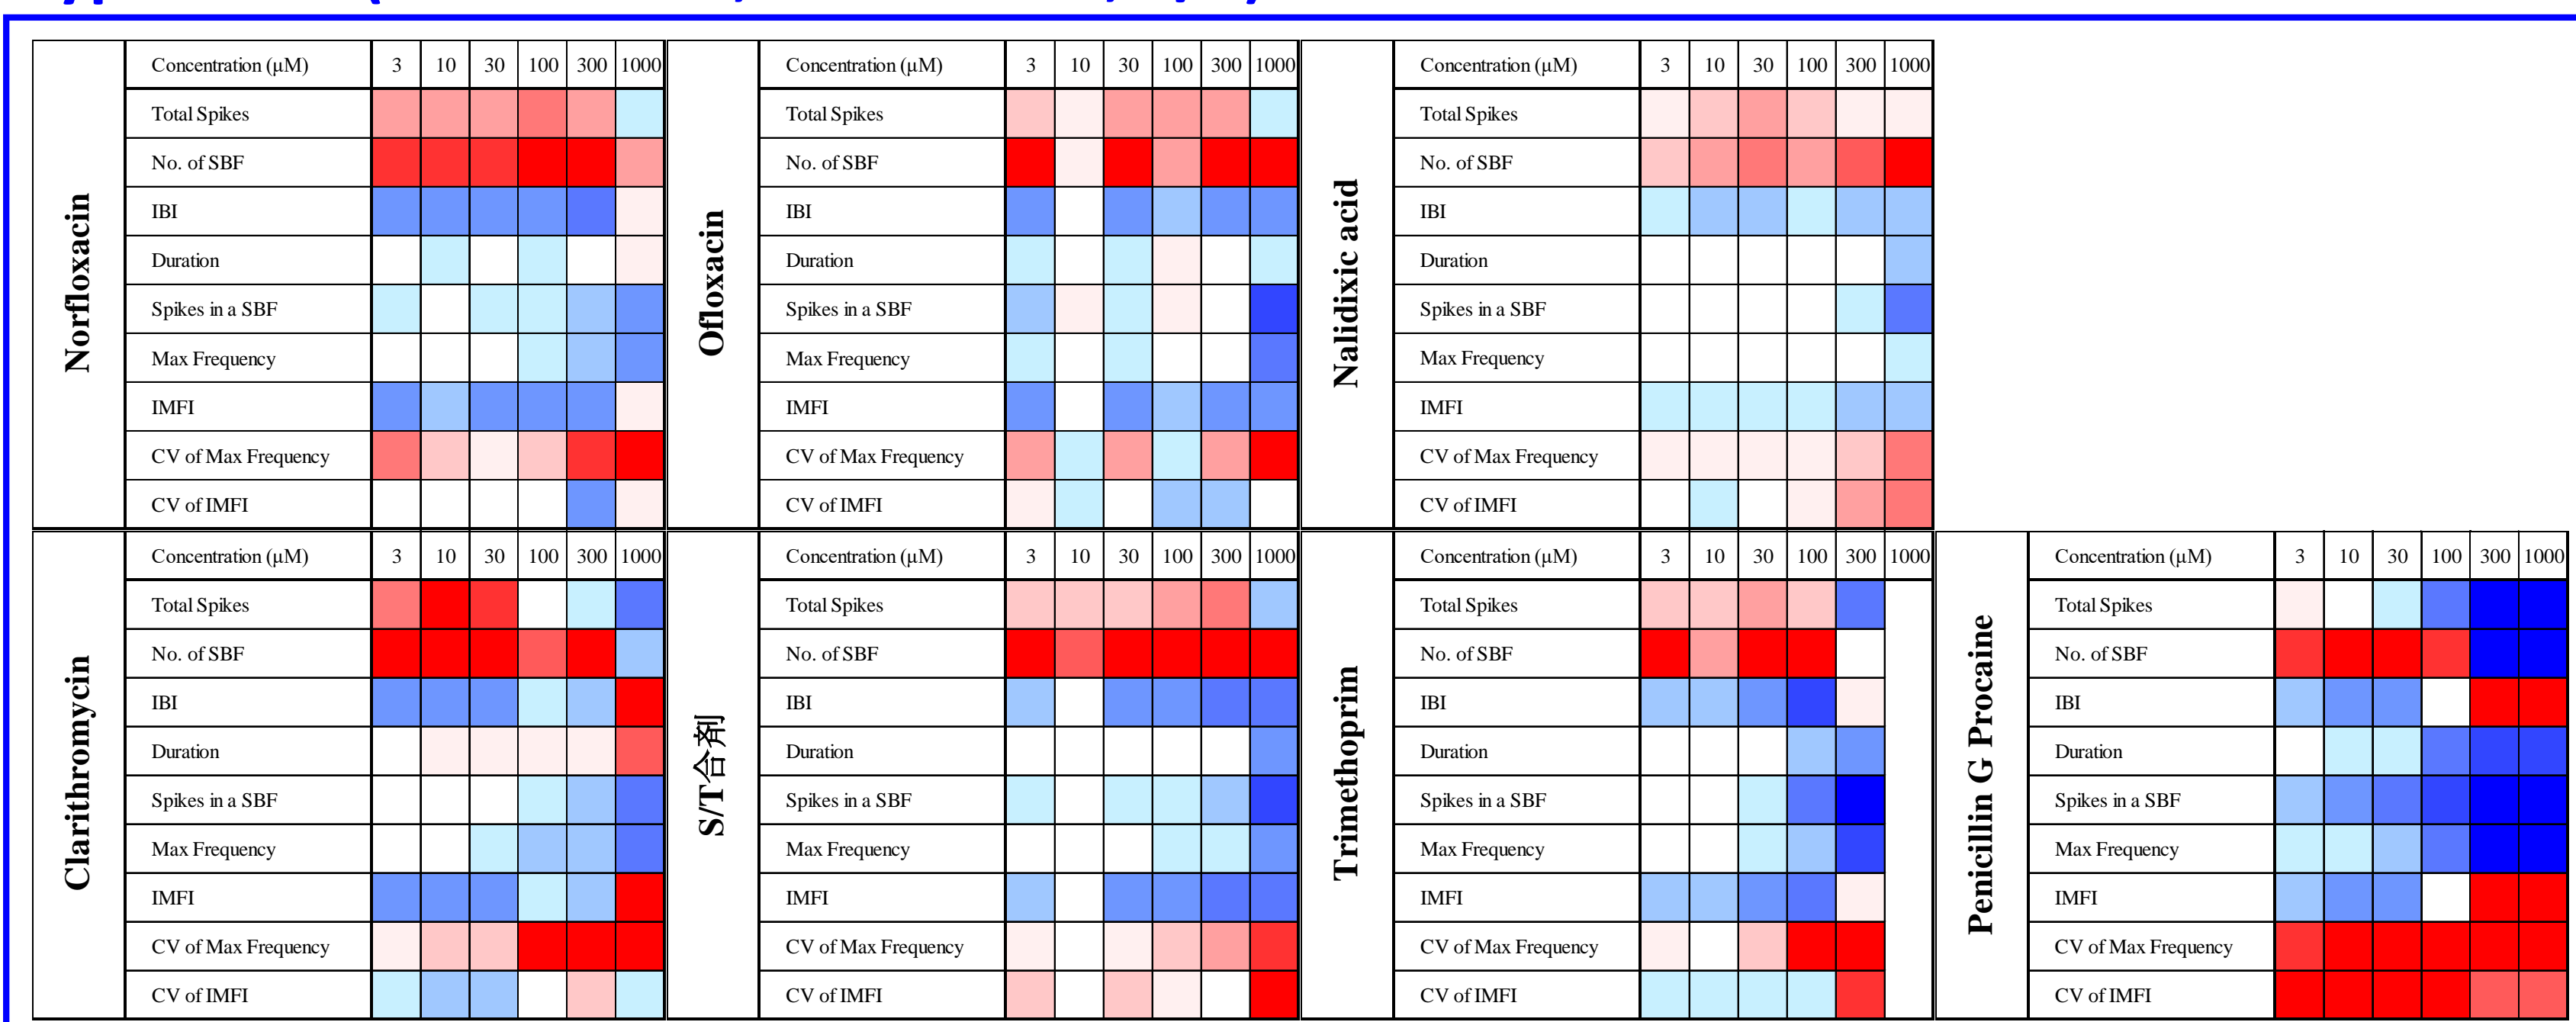 Norfloxacin
Concentration (µM) 3 10 30 100 300 1000
Total Spikes
No. of SBF
IBI
Duration
Spikes in a SBF
Max Frequency
IMFI
CV of Max Frequency
CV of IMFI
Ofloxacin
Concentration (µM) 3 10 30 100 300 1000
Total Spikes
No. of SBF
IBI
Duration
Spikes in a SBF
Max Frequency
IMFI
CV of Max Frequency
CV of IMFI
Nalidixic acid
Concentration (µM) 3 10 30 100 300 1000
Total Spikes
No. of SBF
IBI
Duration
Spikes in a SBF
Max Frequency
IMFI
CV of Max Frequency
CV of IMFI
Clarithromycin
Concentration (µM) 3 10 30 100 300 1000
Total Spikes
No. of SBF
IBI
Duration
Spikes in a SBF
Max Frequency
IMFI
CV of Max Frequency
CV of IMFI
S/T合剤
Concentration (µM) 3 10 30 100 300 1000
Total Spikes
No. of SBF
IBI
Duration
Spikes in a SBF
Max Frequency
IMFI
CV of Max Frequency
CV of IMFI
Trimethoprim
Concentration (µM) 3 10 30 100 300 1000
Total Spikes
No. of SBF
IBI
Duration
Spikes in a SBF
Max Frequency
IMFI
CV of Max Frequency
CV of IMFI
Penicillin G Procaine
Concentration (µM) 3 10 30 100 300 1000
Total Spikes
No. of SBF
IBI
Duration
Spikes in a SBF
Max Frequency
IMFI
CV of Max Frequency
CV of IMFI